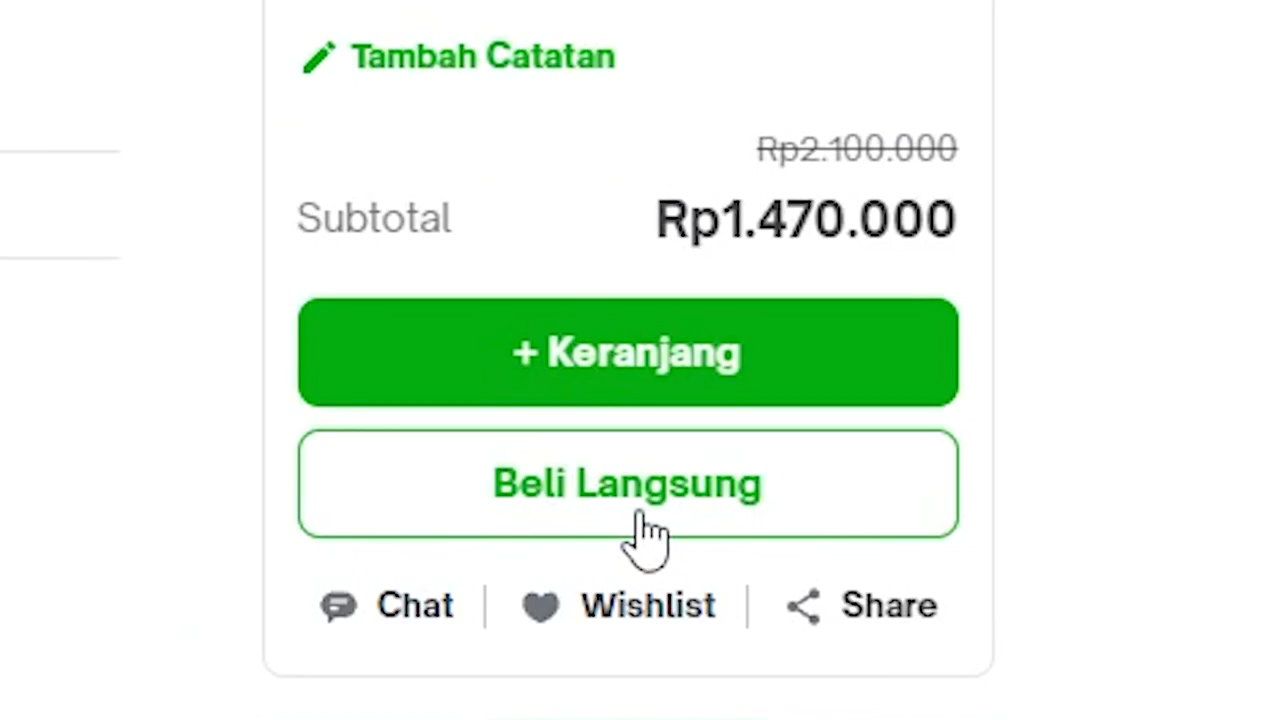 Tambah Catatan
Rp2.100.000
Subtotal Rp1.470.000
+ Keranjang
Beli Langsung
Chat Wishlist Share